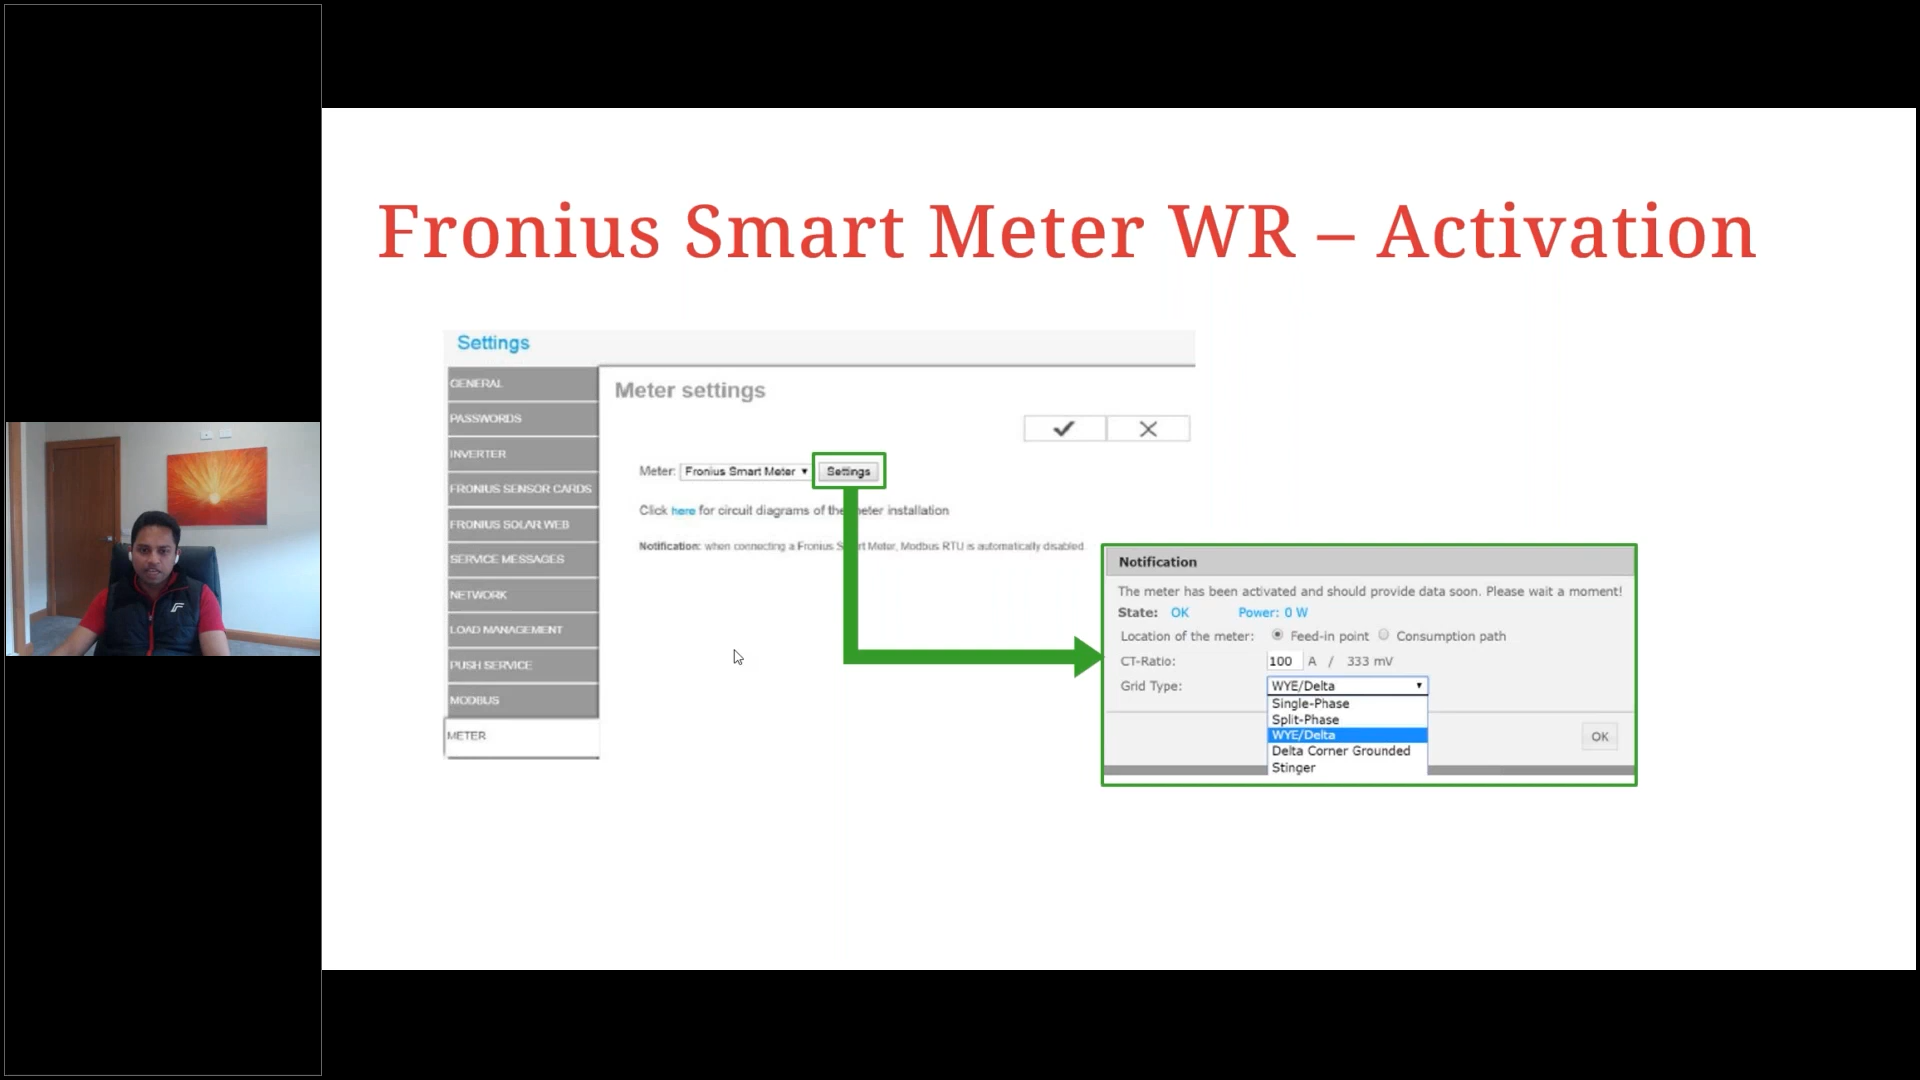 Fronius Smart Meter WR – Activation
Settings
GENERAL
PASSWORDS
INVERTER
FRONIUS SENSOR CARDS
FRONIUS SOLAR WEB
SERVICE MESSAGES
NETWORK
LOAD MANAGEMENT
PUSH SERVICE
MODBUS
METER
Meter settings
Meter: Fronius Smart Meter Settings
Click here for circuit diagrams of the meter installation
Notification: when connecting a Fronius Smart Meter, Modbus RTU is automatically disabled
Notification
The meter has been activated and should provide data soon. Please wait a moment!
State: OK Power: 0 W
Location of the meter: Feed-in point Consumption path
CT-Ratio: 100 A / 333 mV
Grid Type: WYE/Delta
Single-Phase
Split-Phase
WYE/Delta
Delta Corner Grounded
Stinger
OK